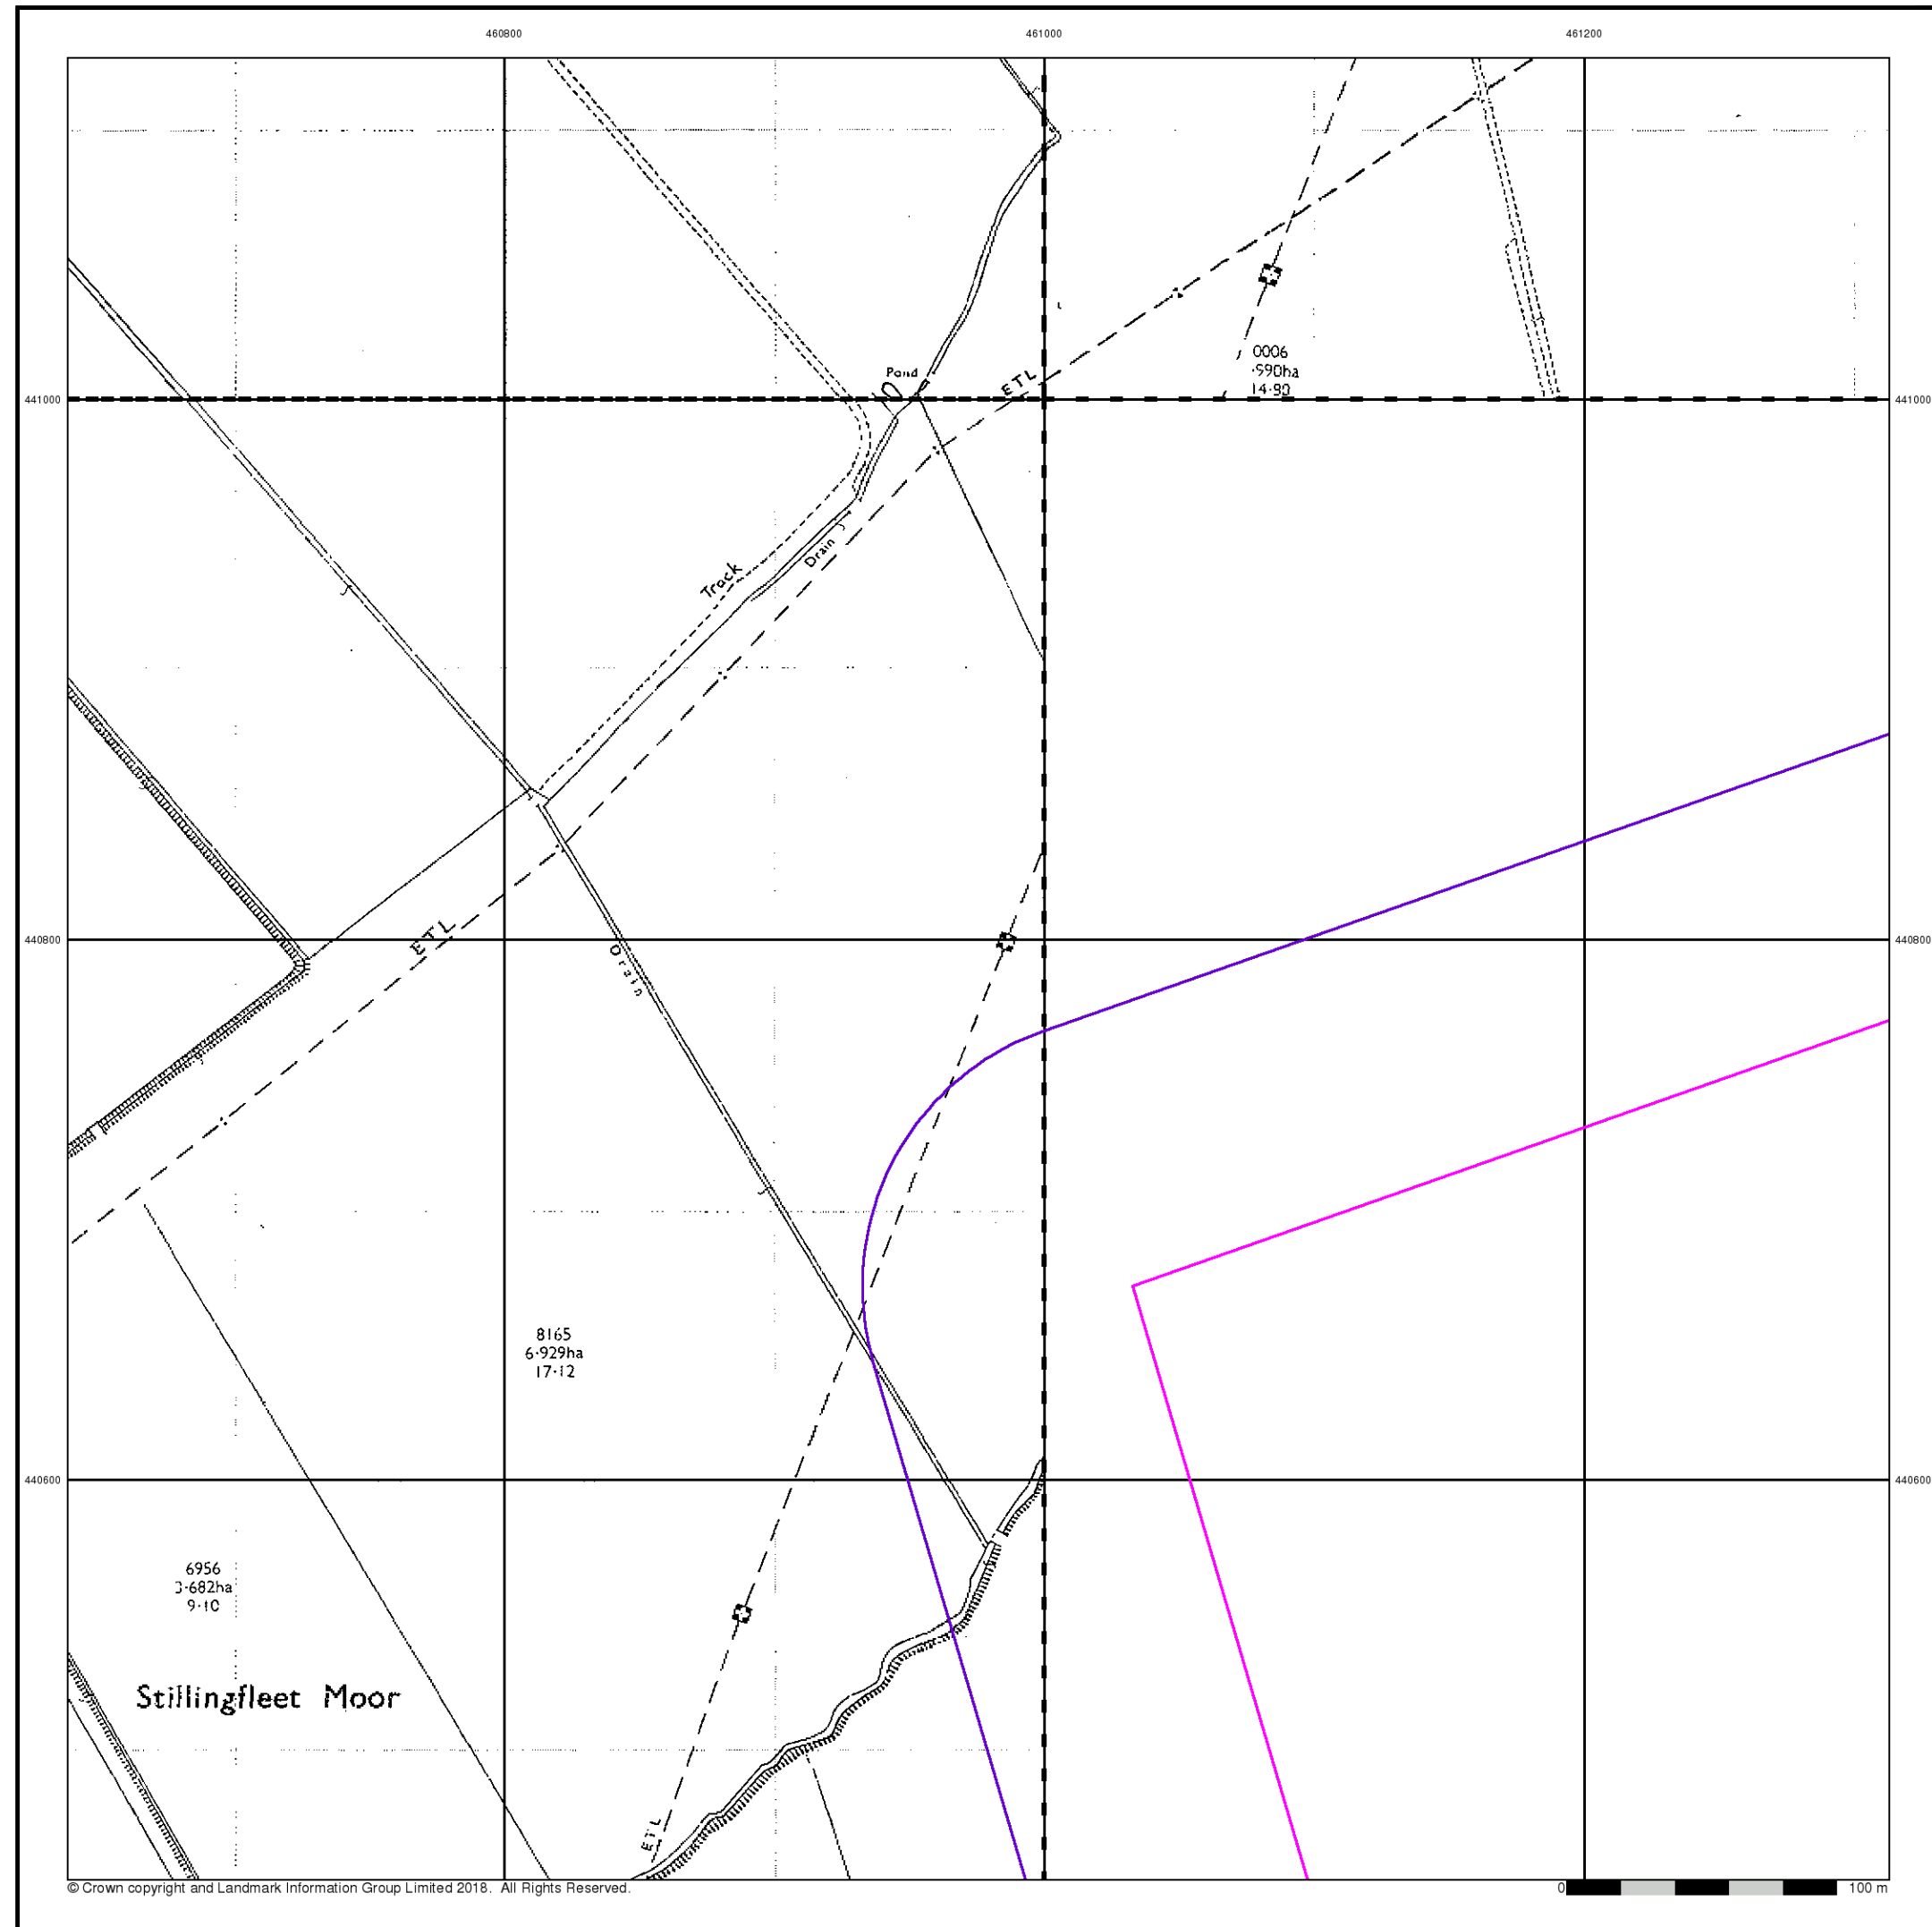 460800 461000 461200
0006
·990ha
14·80
Pond
ETL
441000 441000
Track
Drain
ETL
440800 440800
Drain
8165
6·929ha
17·12
440600 440600
6956
3·682ha
9·10
Stillingfleet Moor
ETL
© Crown copyright and Landmark Information Group Limited 2018. All Rights Reserved.
0 100 m